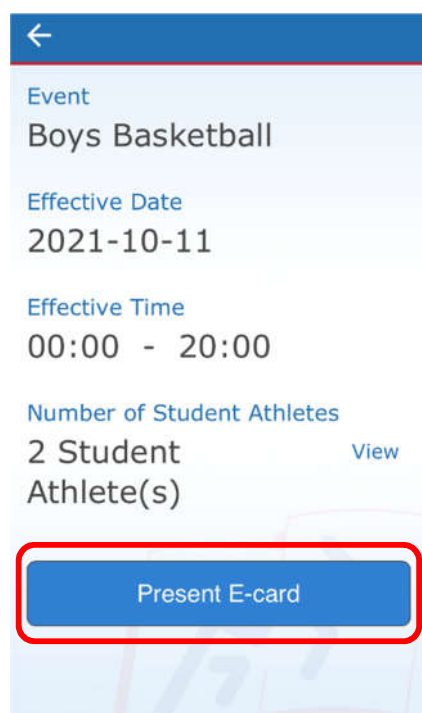 Event
Boys Basketball
Effective Date
2021-10-11
Effective Time
00:00 - 20:00
Number of Student Athletes
2 Student View
Athlete(s)
Present E-card